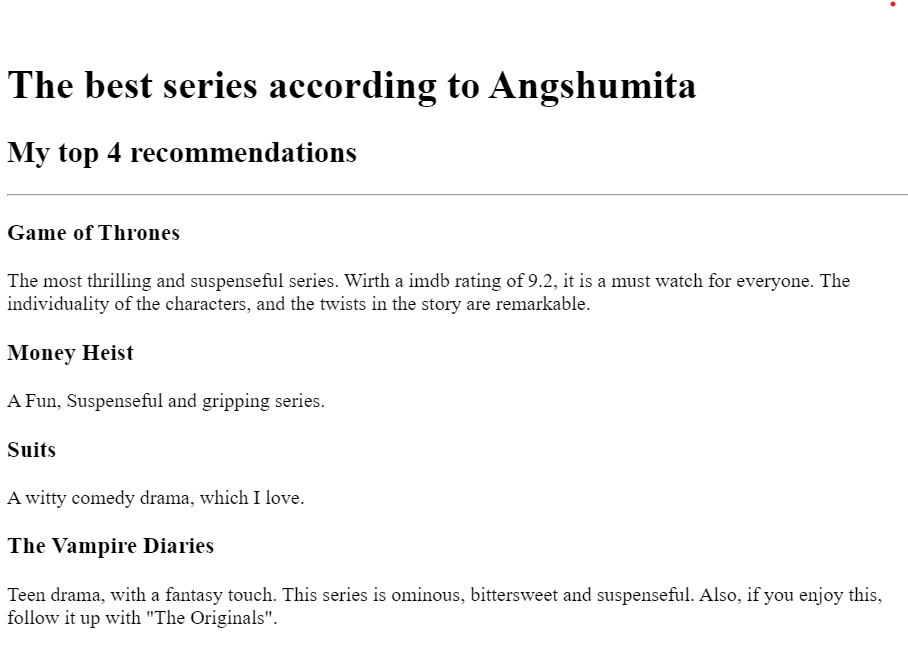 The best series according to Angshumita
My top 4 recommendations
Game of Thrones
The most thrilling and suspenseful series. Wirth a imdb rating of 9.2, it is a must watch for everyone. The
individuality of the characters, and the twists in the story are remarkable.
Money Heist
A Fun, Suspenseful and gripping series.
Suits
A witty comedy drama, which I love.
The Vampire Diaries
Teen drama, with a fantasy touch. This series is ominous, bittersweet and suspenseful. Also, if you enjoy this,
follow it up with "The Originals".